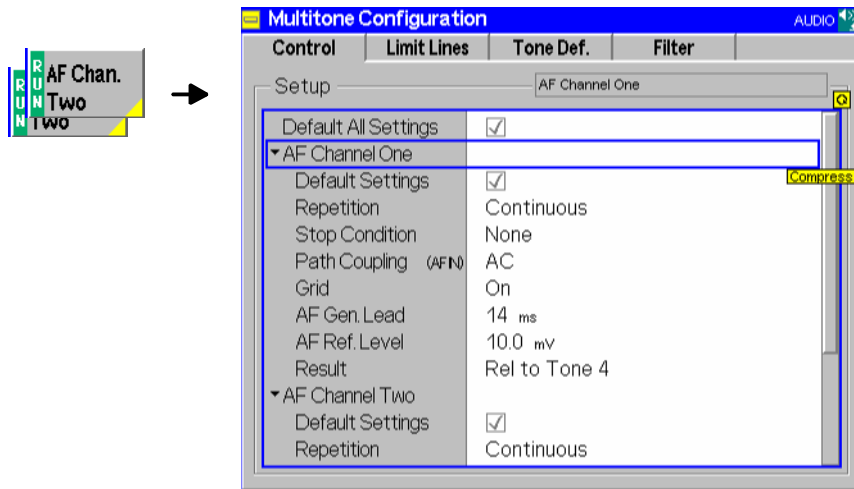 RUN
RUN
AF Chan.
Two
Two
Multitone Configuration
AUDIO
Control
Limit Lines
Tone Def.
Filter
Setup
AF Channel One
Default All Settings
AF Channel One
Compress
Default Settings
Repetition Continuous
Stop Condition None
Path Coupling (AF IN) AC
Grid On
AF Gen. Lead 14 ms
AF Ref. Level 10.0 mV
Result Rel to Tone 4
AF Channel Two
Default Settings
Repetition Continuous